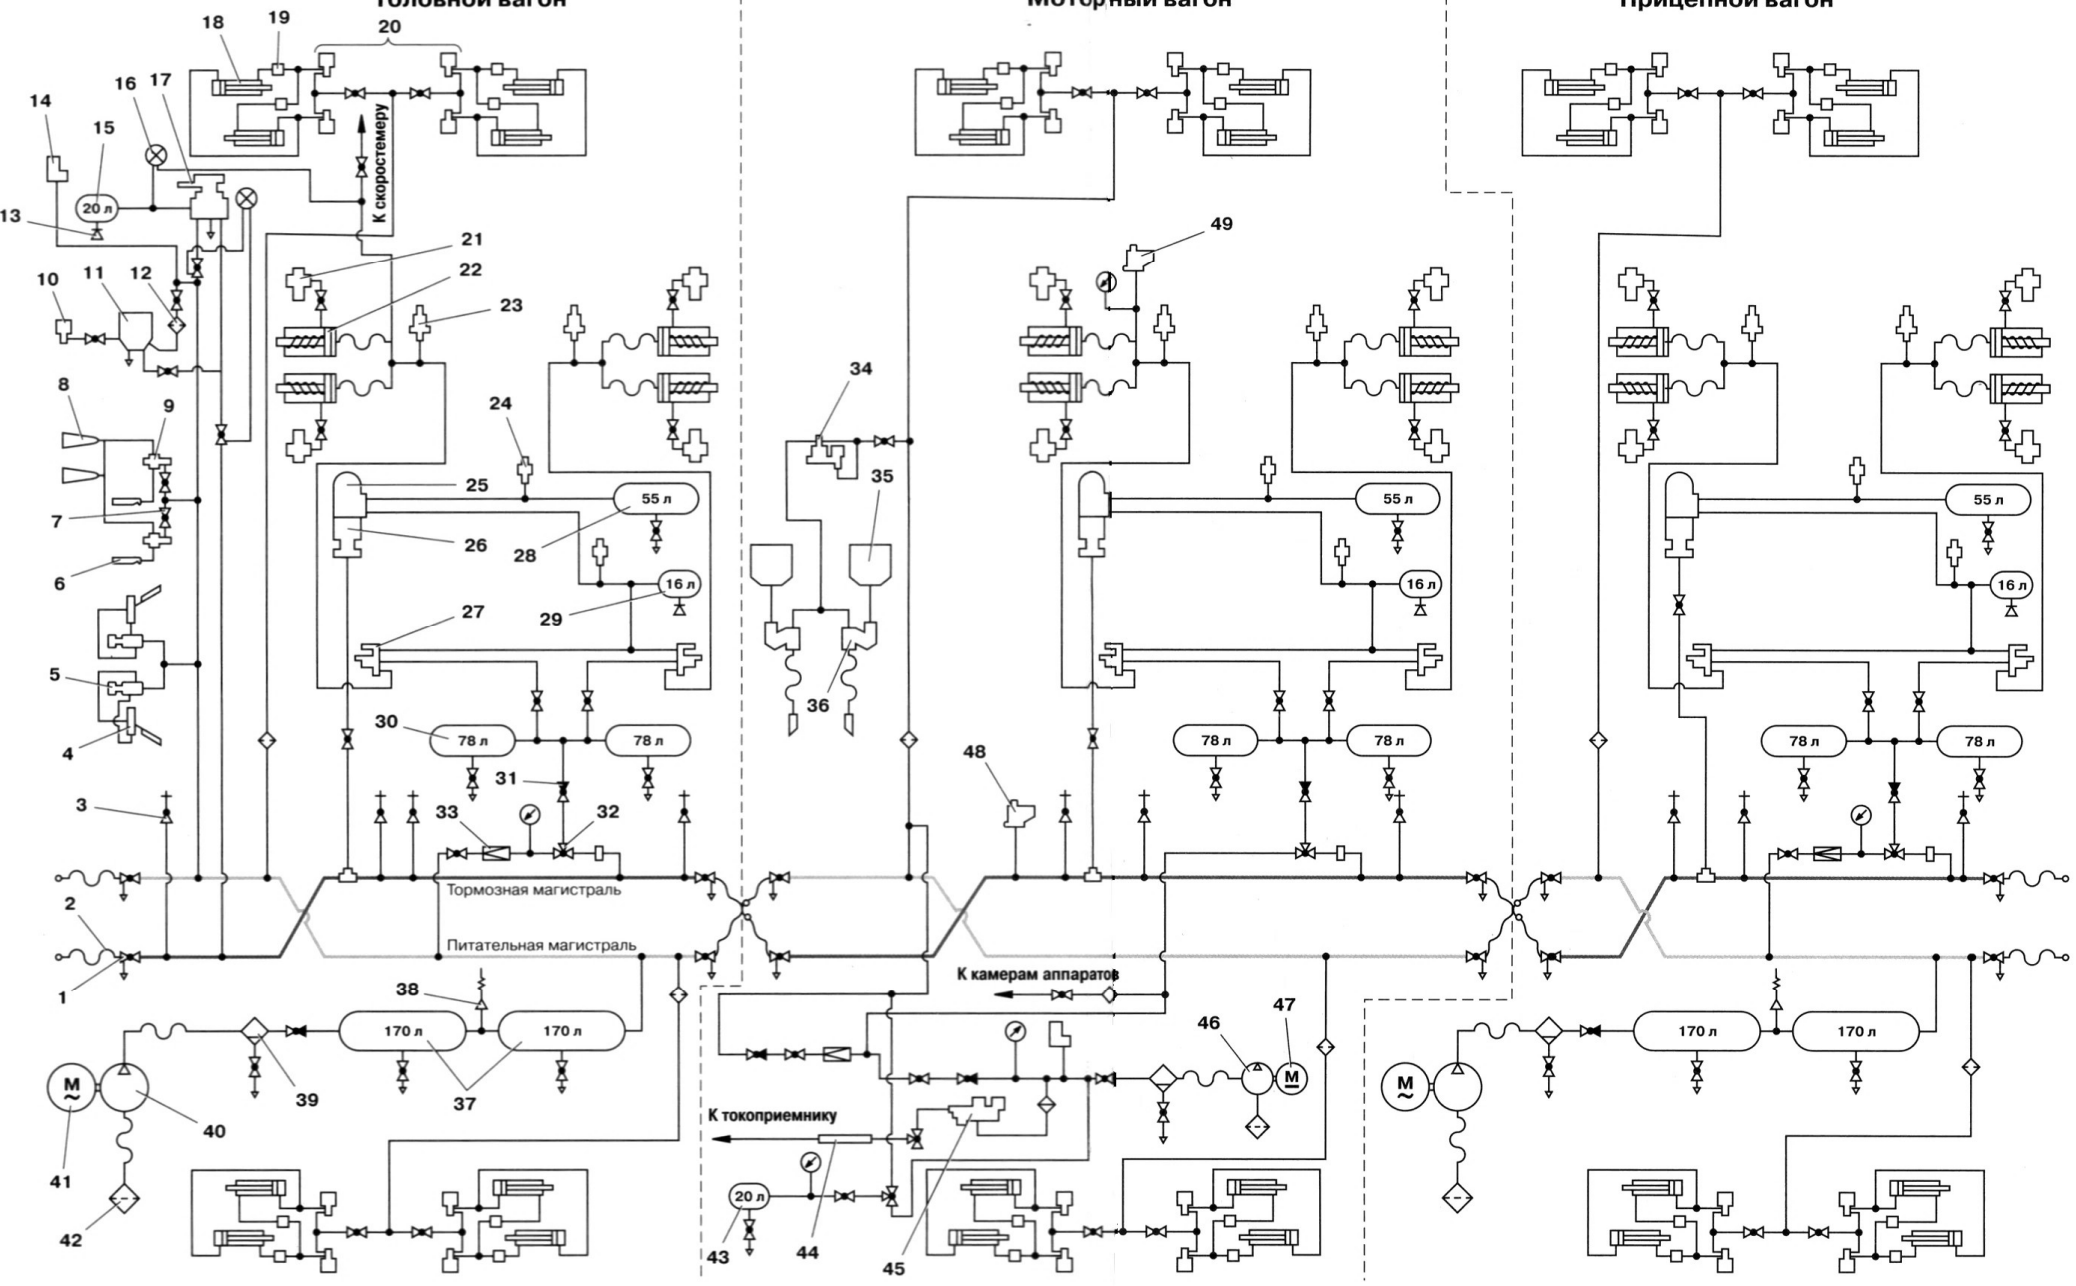 Головной вагон
Моторный вагон
Прицепной вагон
18
19
20
14
16
17
15
20 л
13
К скоростемеру
21
49
22
10
11
12
23
34
8
24
9
25
35
55 л
55 л
55 л
7
26
28
6
16 л
16 л
16 л
27
29
5
36
4
30
78 л
78 л
78 л
78 л
78 л
78 л
48
31
3
33
32
Тормозная магистраль
2
Питательная магистраль
К камерам аппаратов
1
38
170 л
170 л
46
47
170 л
170 л
М
~
39
37
М
М
~
40
К токоприемнику
41
20 л
42
43
44
45